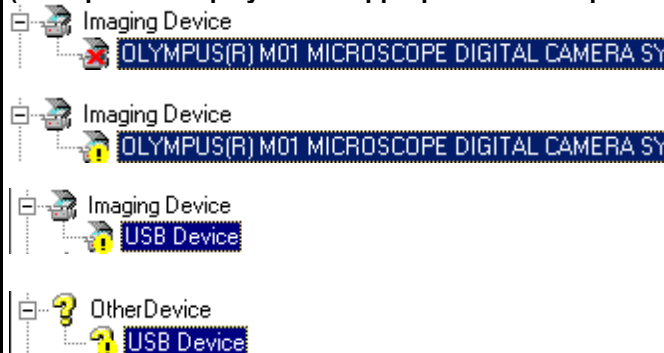 Imaging Device
OLYMPUS(R) M01 MICROSCOPE DIGITAL CAMERA SY
Imaging Device
OLYMPUS(R) M01 MICROSCOPE DIGITAL CAMERA SY
Imaging Device
USB Device
OtherDevice
USB Device